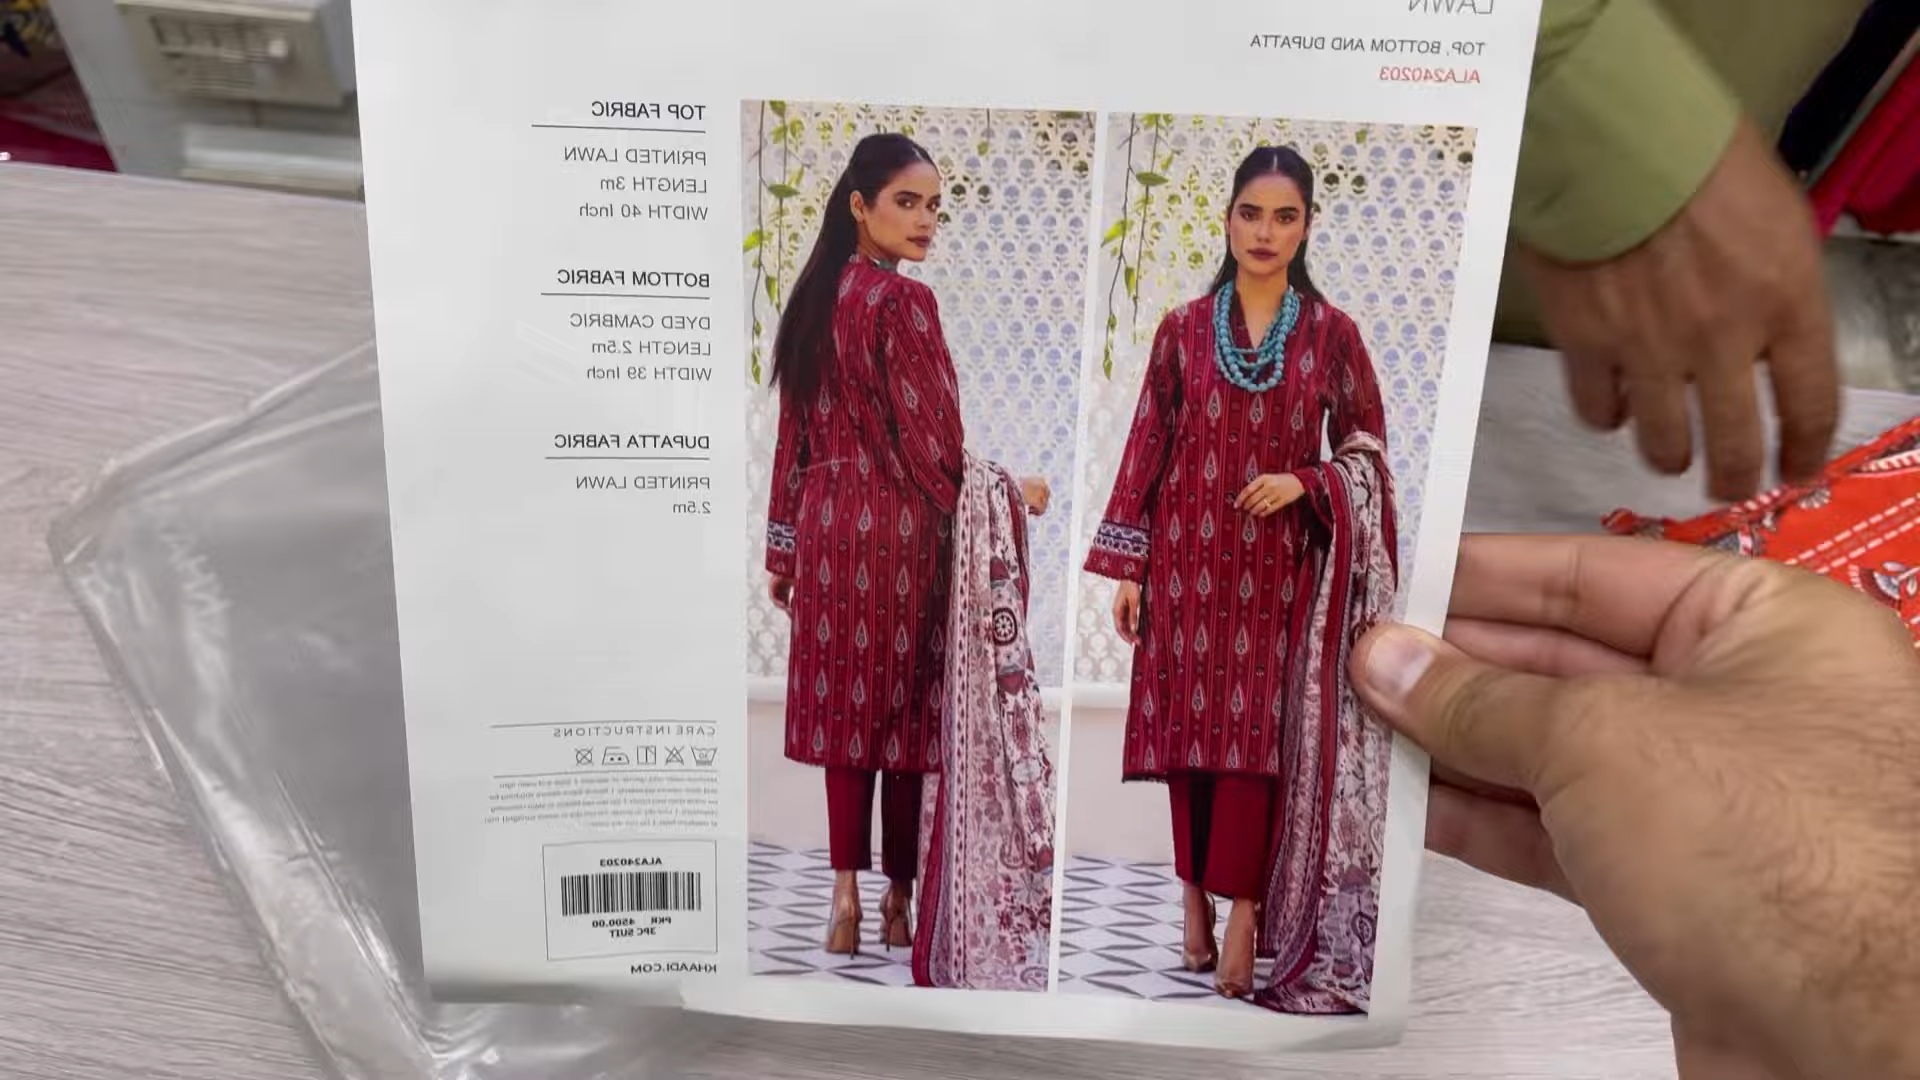 LAWN
TOP, BOTTOM AND DUPATTA
ALA240203
TOP FABRIC
PRINTED LAWN
LENGTH 3m
WIDTH 40 Inch
BOTTOM FABRIC
DYED CAMBRIC
LENGTH 2.5m
WIDTH 39 Inch
DUPATTA FABRIC
PRINTED LAWN
2.5m
CARE INSTRUCTIONS
ALA240203
PKR 4500.00
3PC SUIT
KHAADI.COM